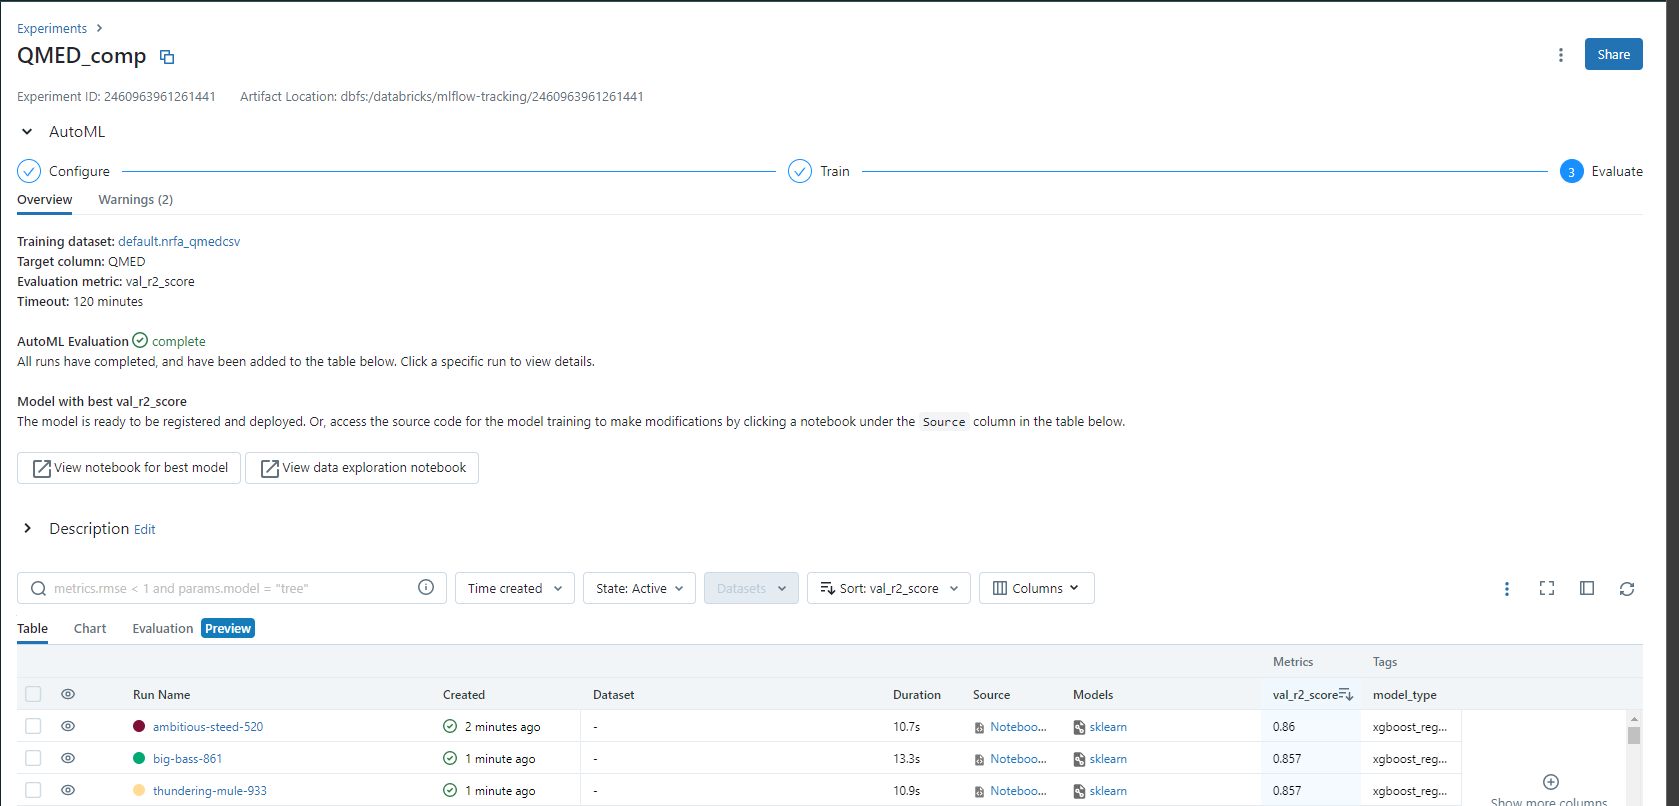 Experiments
QMED_comp
Share
Experiment ID: 2460963961261441 Artifact Location: dbfs:/databricks/mlflow-tracking/2460963961261441
AutoML
Configure Train 3 Evaluate
Overview Warnings (2)
Training dataset: default.nrfa_qmedcsv
Target column: QMED
Evaluation metric: val_r2_score
Timeout: 120 minutes
AutoML Evaluation complete
All runs have completed, and have been added to the table below. Click a specific run to view details.
Model with best val_r2_score
The model is ready to be registered and deployed. Or, access the source code for the model training to make modifications by clicking a notebook under the Source column in the table below.
View notebook for best model View data exploration notebook
Description Edit
metrics.rmse < 1 and params.model = "tree" Time created State: Active Datasets Sort: val_r2_score Columns
Table Chart Evaluation Preview
Metrics Tags
Run Name Created Dataset Duration Source Models val_r2_score model_type
ambitious-steed-520 2 minutes ago - 10.7s Noteboo... sklearn 0.86 xgboost_reg...
big-bass-861 1 minute ago - 13.3s Noteboo... sklearn 0.857 xgboost_reg...
thundering-mule-933 1 minute ago - 10.9s Noteboo... sklearn 0.857 xgboost_reg...
Show more columns